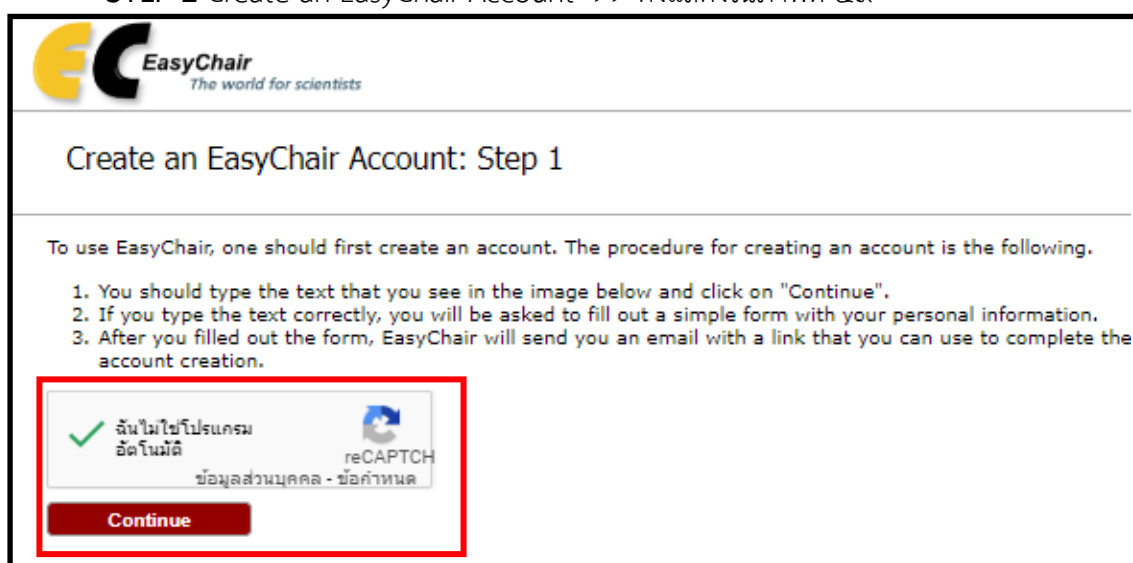 Create an EasyChair Account >>
EC EasyChair
The world for scientists
Create an EasyChair Account: Step 1
To use EasyChair, one should first create an account. The procedure for creating an account is the following.
1. You should type the text that you see in the image below and click on "Continue".
2. If you type the text correctly, you will be asked to fill out a simple form with your personal information.
3. After you filled out the form, EasyChair will send you an email with a link that you can use to complete the
account creation.
ฉันไม่ใช่โปรแกรม
อัตโนมัติ
reCAPTCH
ข้อมูลส่วนบุคคล - ข้อกำหนด
Continue